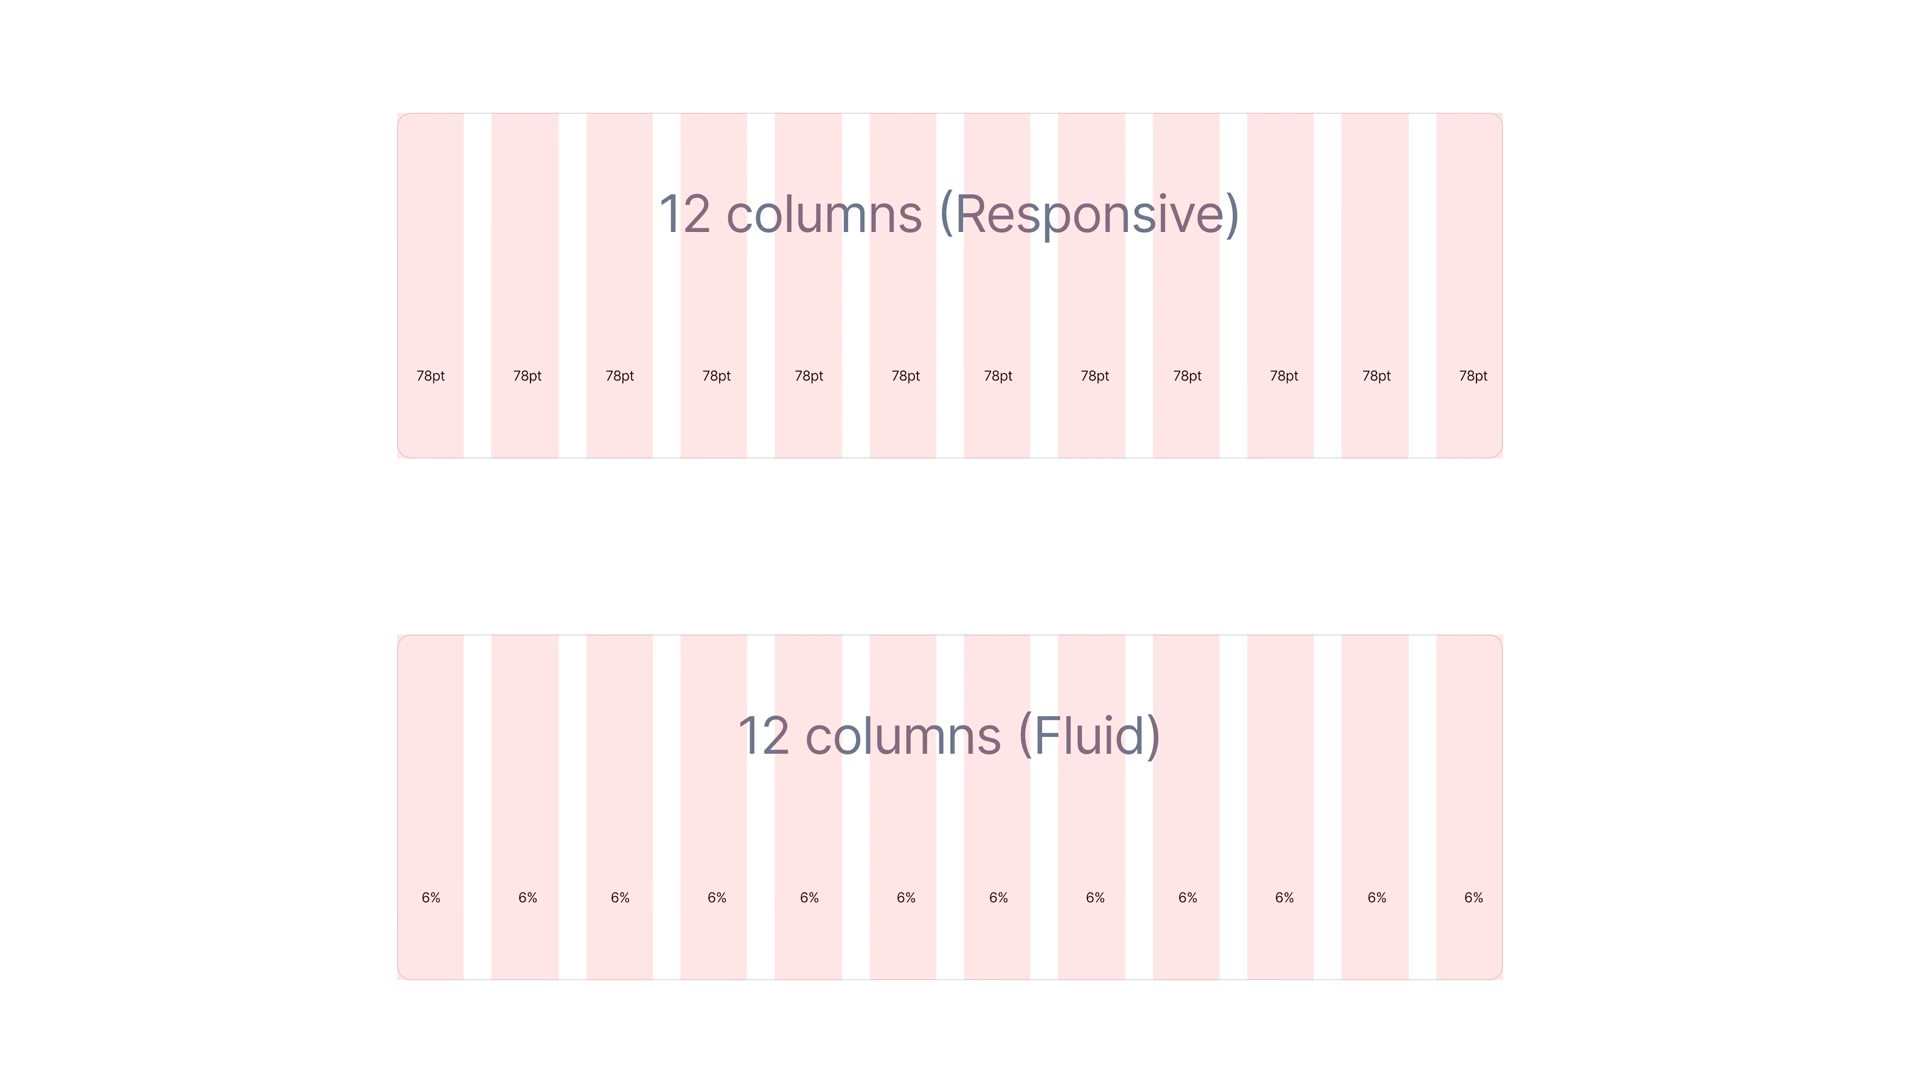 12 columns (Responsive)
78pt 78pt 78pt 78pt 78pt 78pt 78pt 78pt 78pt 78pt 78pt 78pt
12 columns (Fluid)
6% 6% 6% 6% 6% 6% 6% 6% 6% 6% 6% 6%